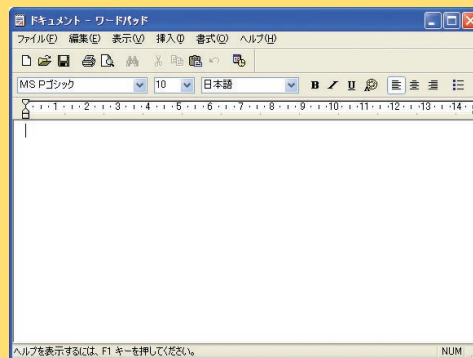 ドキュメント - ワードパッド
ファイル(F) 編集(E) 表示(V) 挿入(I) 書式(O) ヘルプ(H)
MS Pゴシック 10 日本語 B I U
1 2 3 4 5 6 7 8 9 10 11 12 13 14
ヘルプを表示するには、F1 キーを押してください。 NUM